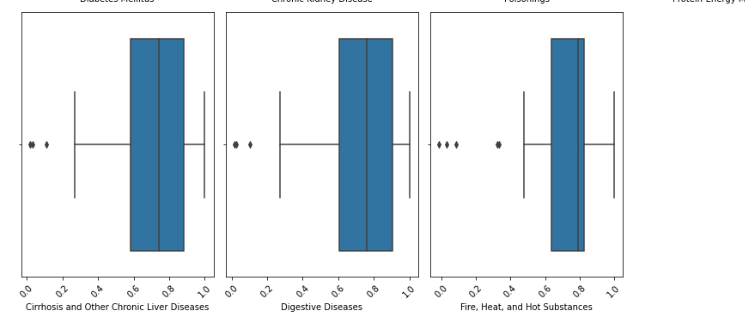 Diabetes Mellitus
Chronic Kidney Disease
Poisonings
Protein Energy
0.0 0.2 0.4 0.6 0.8 1.0
0.0 0.2 0.4 0.6 0.8 1.0
0.0 0.2 0.4 0.6 0.8 1.0
Cirrhosis and Other Chronic Liver Diseases
Digestive Diseases
Fire, Heat, and Hot Substances